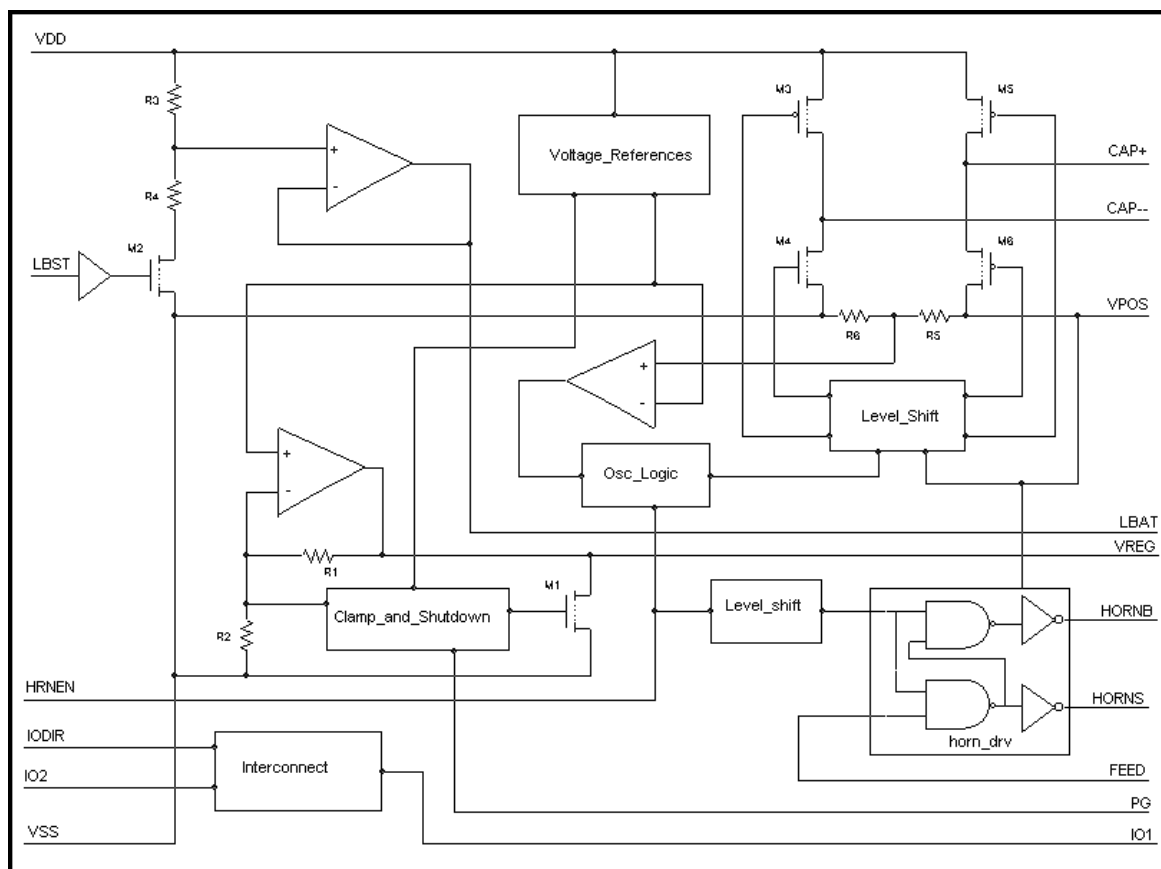 VDD
R3
M3
M5
+
-
Voltage_References
CAP+
R4
CAP--
M2
M4
M6
LBST
VPOS
R6
R5
+
-
Level_Shift
+
-
Osc_Logic
LBAT
VREG
R1
M1
Clamp_and_Shutdown
Level_shift
R2
HORNB
HRNEN
HORNS
horn_drv
IODIR
Interconnect
IO2
FEED
PG
VSS
IO1